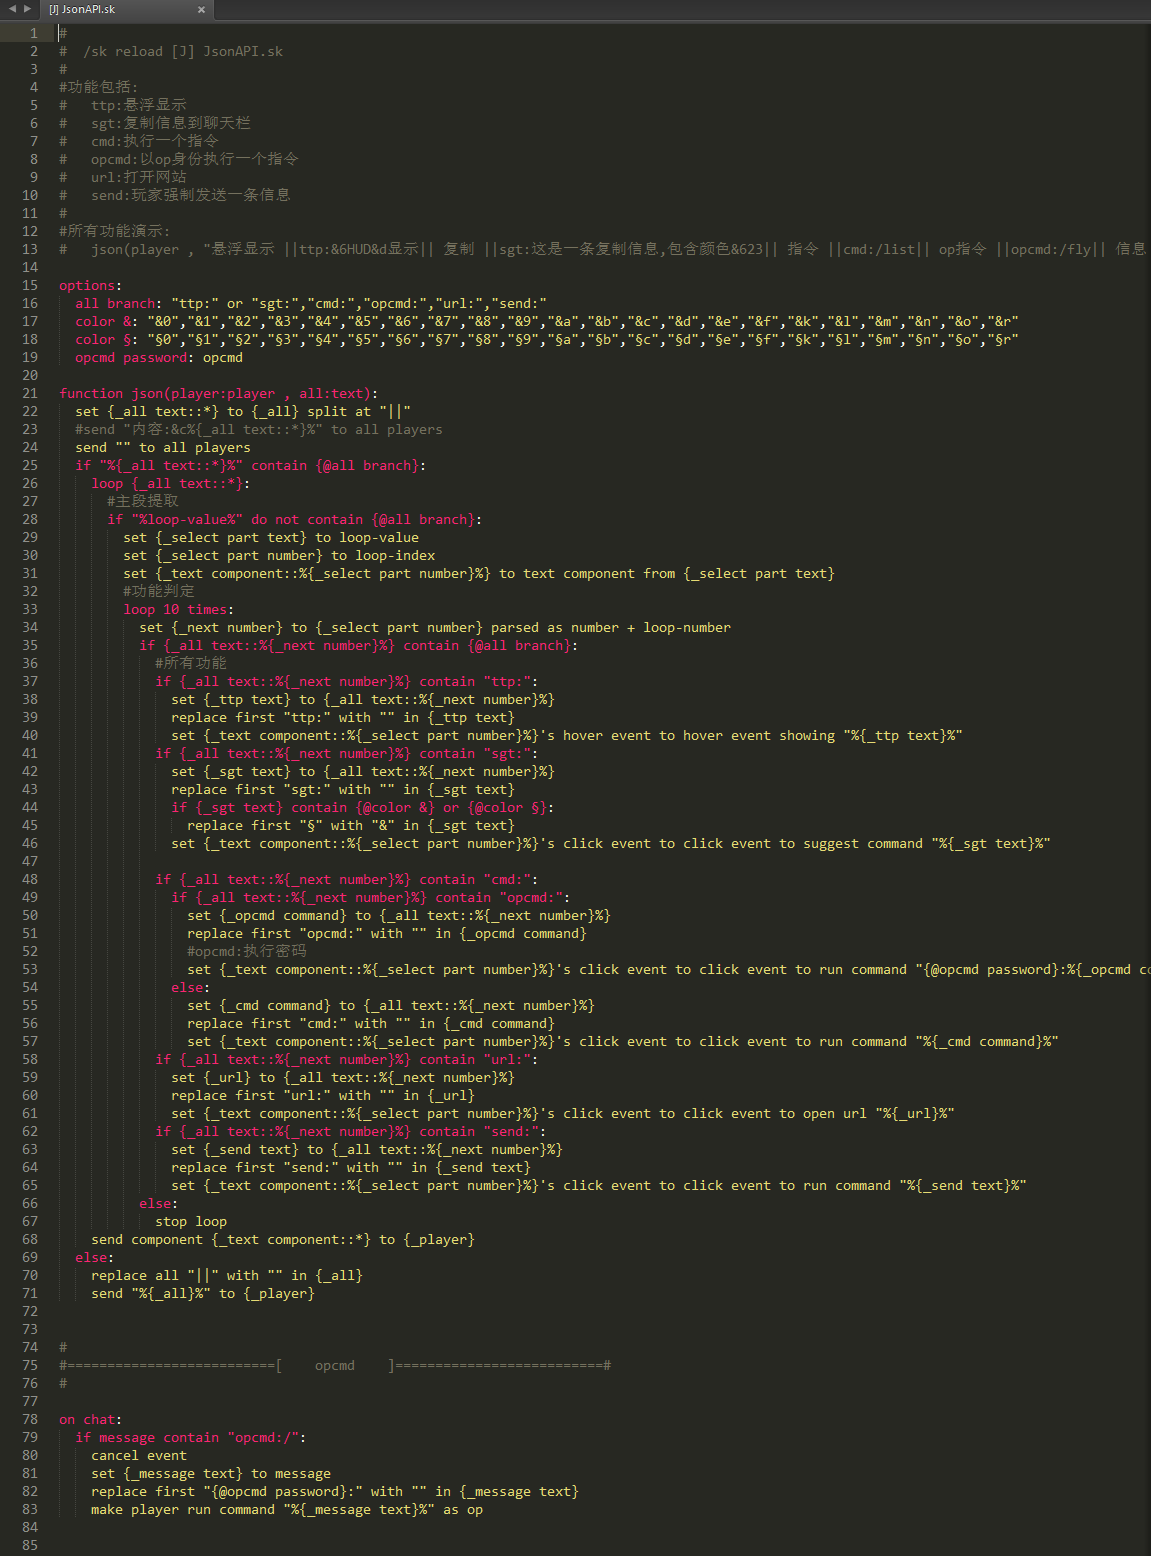 [J] JsonAPI.sk ×
1 #
2 #  /sk reload [J] JsonAPI.sk
3 #
4 #功能包括:
5 #   ttp:悬浮显示
6 #   sgt:复制信息到聊天栏
7 #   cmd:执行一个指令
8 #   opcmd:以op身份执行一个指令
9 #   url:打开网站
10 #   send:玩家强制发送一条信息
11 #
12 #所有功能演示:
13 #   json(player , "悬浮显示 ||ttp:&6HUD&d显示|| 复制 ||sgt:这是一条复制信息,包含颜色&623|| 指令 ||cmd:/list|| op指令 ||opcmd:/fly|| 信息
14
15 options:
16   all branch: "ttp:" or "sgt:","cmd:","opcmd:","url:","send:"
17   color &: "&0","&1","&2","&3","&4","&5","&6","&7","&8","&9","&a","&b","&c","&d","&e","&f","&k","&l","&m","&n","&o","&r"
18   color §: "§0","§1","§2","§3","§4","§5","§6","§7","§8","§9","§a","§b","§c","§d","§e","§f","§k","§l","§m","§n","§o","§r"
19   opcmd password: opcmd
20
21 function json(player:player , all:text):
22   set {_all text::*} to {_all} split at "||"
23   #send "内容:&c%{_all text::*}%" to all players
24   send "" to all players
25   if "%{_all text::*}%" contain {@all branch}:
26     loop {_all text::*}:
27       #主段提取
28       if "%loop-value%" do not contain {@all branch}:
29         set {_select part text} to loop-value
30         set {_select part number} to loop-index
31         set {_text component::%{_select part number}%} to text component from {_select part text}
32         #功能判定
33         loop 10 times:
34           set {_next number} to {_select part number} parsed as number + loop-number
35           if {_all text::%{_next number}%} contain {@all branch}:
36             #所有功能
37             if {_all text::%{_next number}%} contain "ttp:":
38               set {_ttp text} to {_all text::%{_next number}%}
39               replace first "ttp:" with "" in {_ttp text}
40               set {_text component::%{_select part number}%}'s hover event to hover event showing "%{_ttp text}%"
41             if {_all text::%{_next number}%} contain "sgt:":
42               set {_sgt text} to {_all text::%{_next number}%}
43               replace first "sgt:" with "" in {_sgt text}
44               if {_sgt text} contain {@color &} or {@color §}:
45                 replace first "§" with "&" in {_sgt text}
46               set {_text component::%{_select part number}%}'s click event to click event to suggest command "%{_sgt text}%"
47
48             if {_all text::%{_next number}%} contain "cmd:":
49               if {_all text::%{_next number}%} contain "opcmd:":
50                 set {_opcmd command} to {_all text::%{_next number}%}
51                 replace first "opcmd:" with "" in {_opcmd command}
52                 #opcmd:执行密码
53                 set {_text component::%{_select part number}%}'s click event to click event to run command "{@opcmd password}:%{_opcmd co
54               else:
55                 set {_cmd command} to {_all text::%{_next number}%}
56                 replace first "cmd:" with "" in {_cmd command}
57                 set {_text component::%{_select part number}%}'s click event to click event to run command "%{_cmd command}%"
58             if {_all text::%{_next number}%} contain "url:":
59               set {_url} to {_all text::%{_next number}%}
60               replace first "url:" with "" in {_url}
61               set {_text component::%{_select part number}%}'s click event to click event to open url "%{_url}%"
62             if {_all text::%{_next number}%} contain "send:":
63               set {_send text} to {_all text::%{_next number}%}
64               replace first "send:" with "" in {_send text}
65               set {_text component::%{_select part number}%}'s click event to click event to run command "%{_send text}%"
66           else:
67             stop loop
68     send component {_text component::*} to {_player}
69   else:
70     replace all "||" with "" in {_all}
71     send "%{_all}%" to {_player}
72
73
74 #
75 #==========================[    opcmd    ]==========================#
76 #
77
78 on chat:
79   if message contain "opcmd:/":
80     cancel event
81     set {_message text} to message
82     replace first "{@opcmd password}:" with "" in {_message text}
83     make player run command "%{_message text}%" as op
84
85